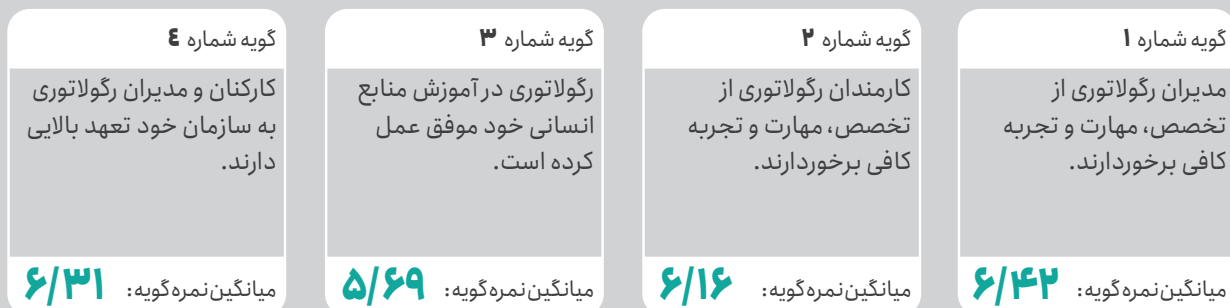 گویه شماره ۱
مدیران رگولاتوری از
تخصص، مهارت و تجربه
کافی برخوردارند.
میانگین نمره گویه: ۶/۴۲
گویه شماره ۲
کارمندان رگولاتوری از
تخصص، مهارت و تجربه
کافی برخوردارند.
میانگین نمره گویه: ۶/۱۶
گویه شماره ۳
رگولاتوری در آموزش منابع
انسانی خود موفق عمل
کرده است.
میانگین نمره گویه: ۵/۶۹
گویه شماره ٤
کارکنان و مدیران رگولاتوری
به سازمان خود تعهد بالایی
دارند.
میانگین نمره گویه: ۶/۳۱